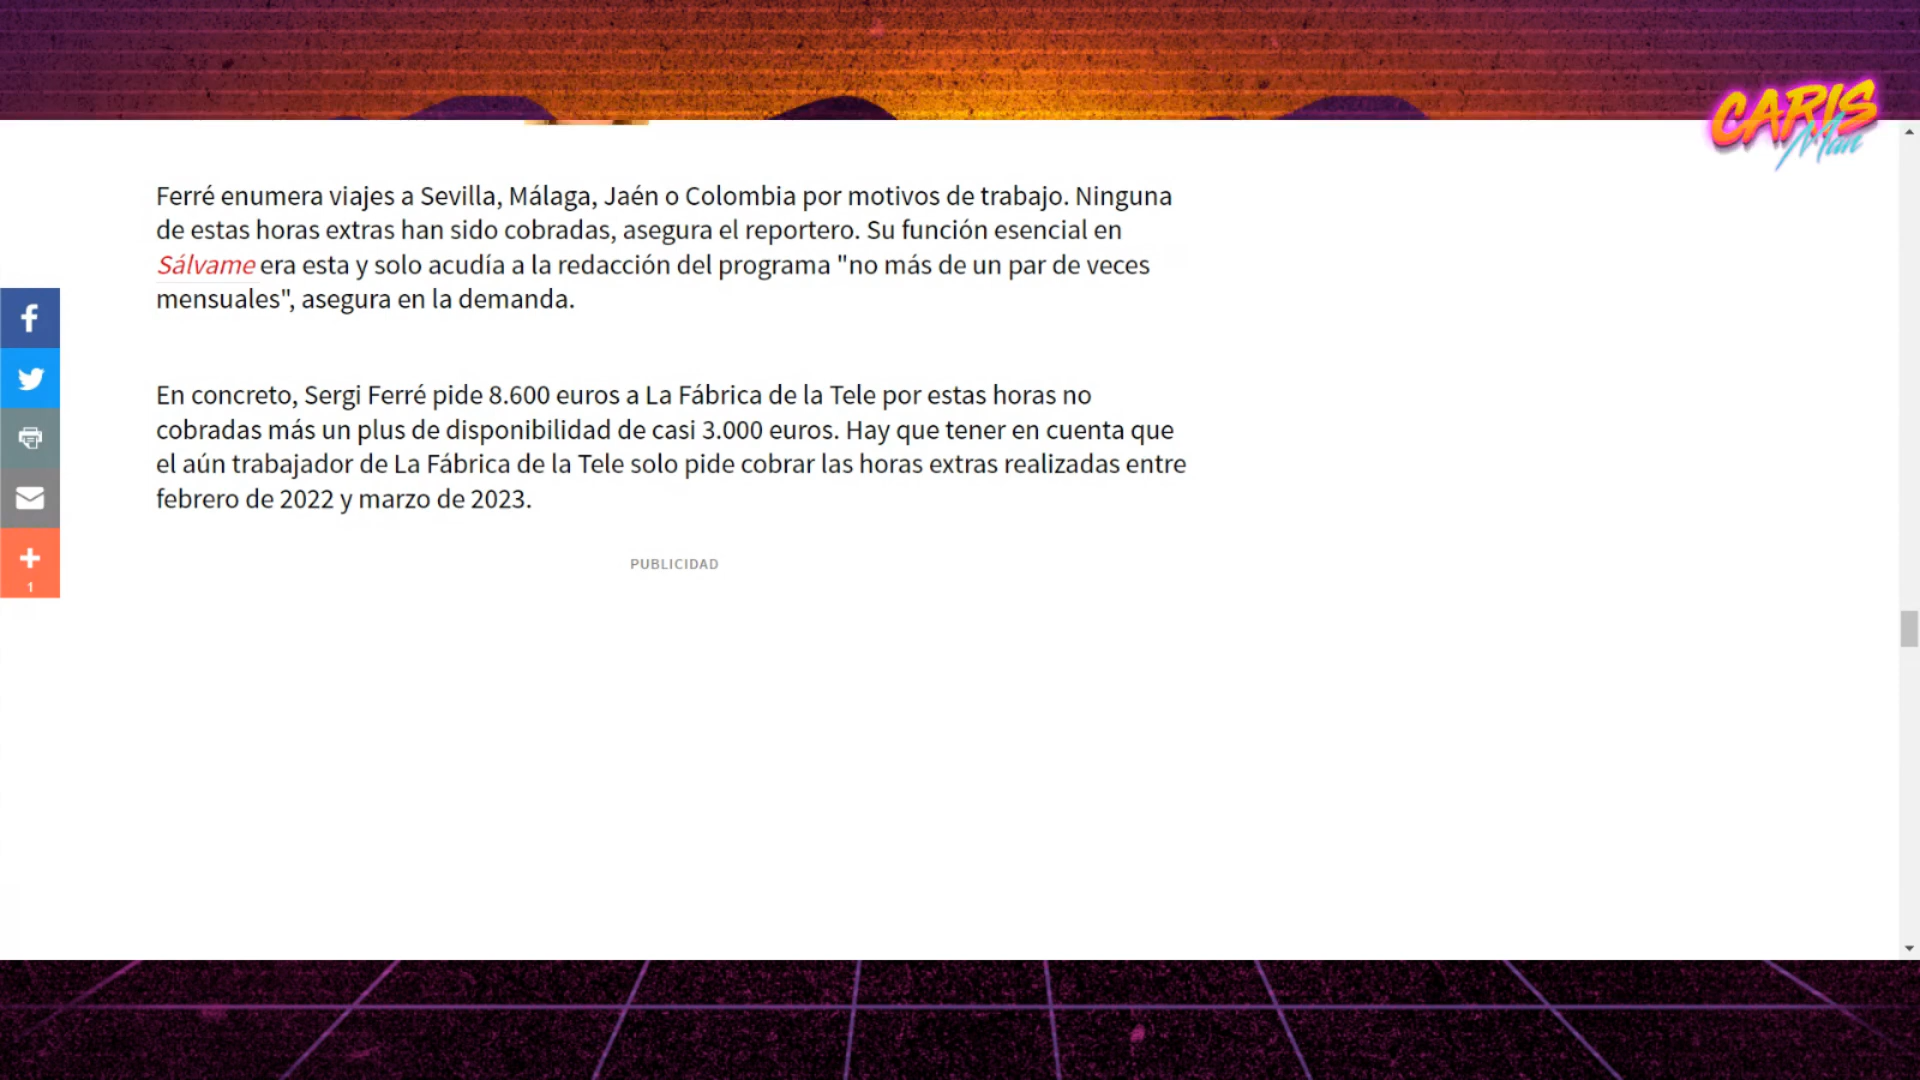 CARIS
Man
Ferré enumera viajes a Sevilla, Málaga, Jaén o Colombia por motivos de trabajo. Ninguna
de estas horas extras han sido cobradas, asegura el reportero. Su función esencial en
Sálvame era esta y solo acudía a la redacción del programa "no más de un par de veces
mensuales", asegura en la demanda.
En concreto, Sergi Ferré pide 8.600 euros a La Fábrica de la Tele por estas horas no
cobradas más un plus de disponibilidad de casi 3.000 euros. Hay que tener en cuenta que
el aún trabajador de La Fábrica de la Tele solo pide cobrar las horas extras realizadas entre
febrero de 2022 y marzo de 2023.
1
PUBLICIDAD